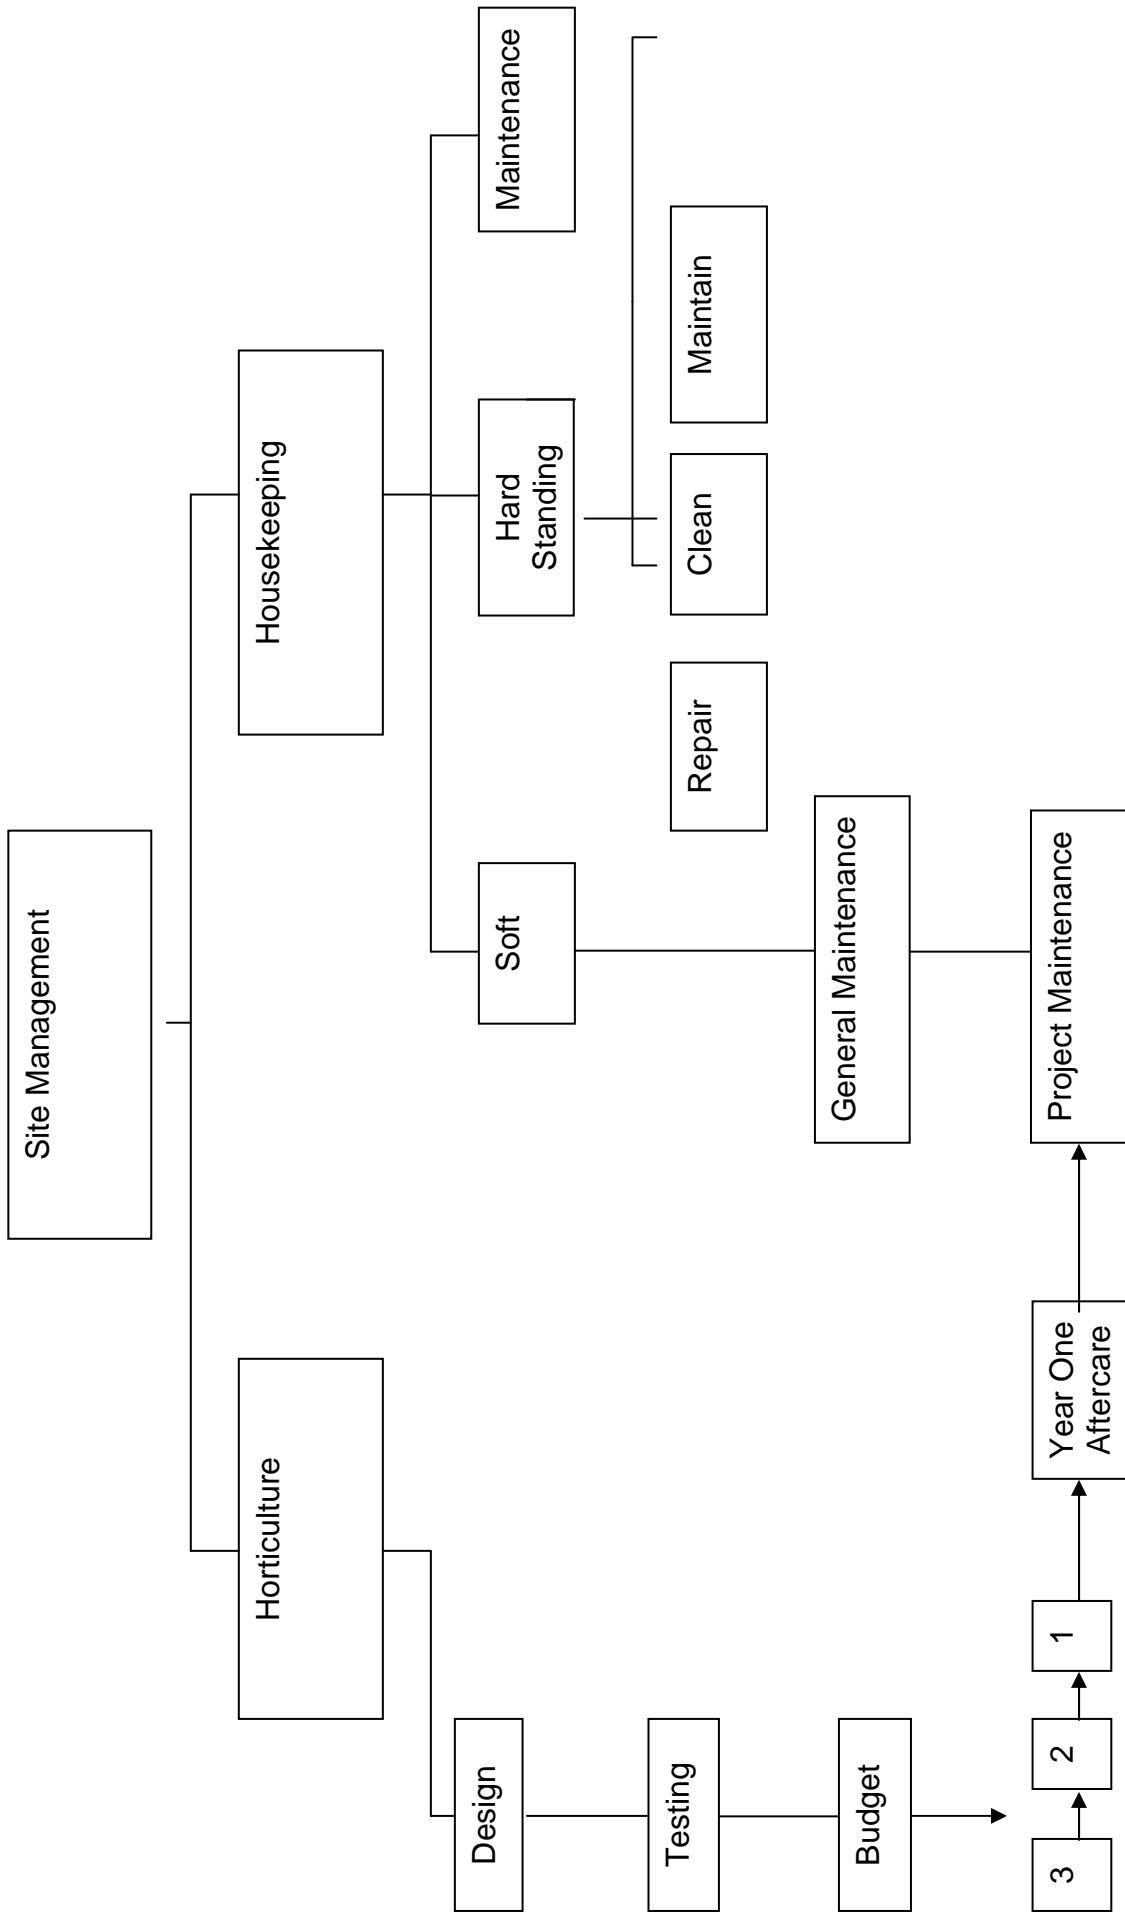 Site Management
Horticulture
Housekeeping
Design
Soft
Hard
Standing
Maintenance
Testing
Repair
Clean
Maintain
Budget
General Maintenance
3
2
1
Year One
Aftercare
Project Maintenance